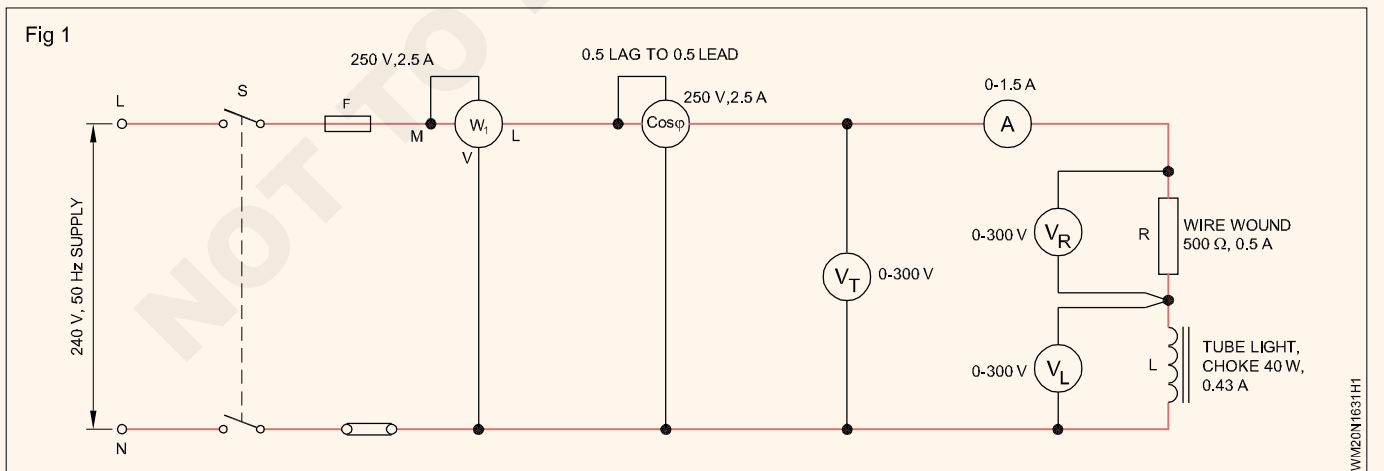 Fig 1
250 V,2.5 A
0.5 LAG TO 0.5 LEAD
L
S
F
M
W1
L
V
Cosφ
250 V,2.5 A
0-1.5 A
A
240 V, 50 Hz SUPPLY
0-300 V
VR
R
WIRE WOUND
500 Ω, 0.5 A
VT
0-300 V
0-300 V
VL
L
TUBE LIGHT,
CHOKE 40 W,
0.43 A
N
WM20N1631H1
NOT TO